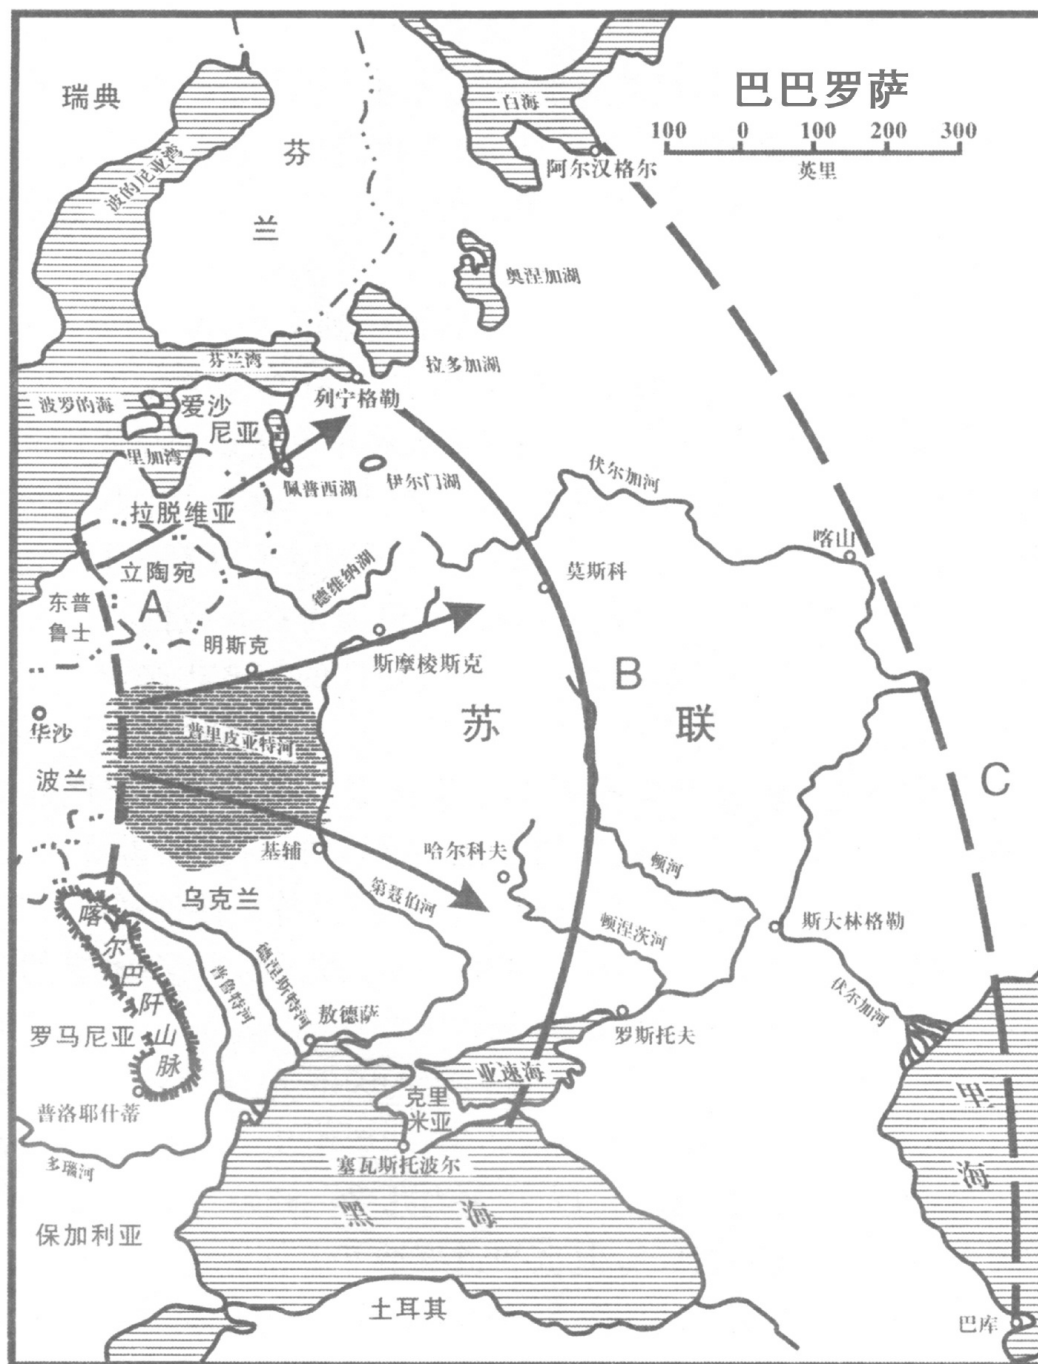 巴巴罗萨
100 0 100 200 300
英里
瑞典
芬
兰
白海
阿尔汉格尔
波的尼亚湾
奥涅加湖
拉多加湖
芬兰湾
列宁格勒
波罗的海
爱沙
尼亚
里加湾
佩普西湖
伊尔门湖
伏尔加河
拉脱维亚
喀山
立陶宛
A
德维纳湖
莫斯科
东普
鲁士
明斯克
斯摩棱斯克
B
苏 联
华沙
普里皮亚特河
波兰
C
基辅
哈尔科夫
顿河
乌克兰
第聂伯河
斯大林格勒
顿涅茨河
喀尔巴阡山脉
普鲁特河
德涅斯特河
伏尔加河
敖德萨
罗马尼亚
罗斯托夫
亚速海
克里
米亚
普洛耶什蒂
多瑙河
塞瓦斯托波尔
黑海
里海
保加利亚
土耳其
巴库